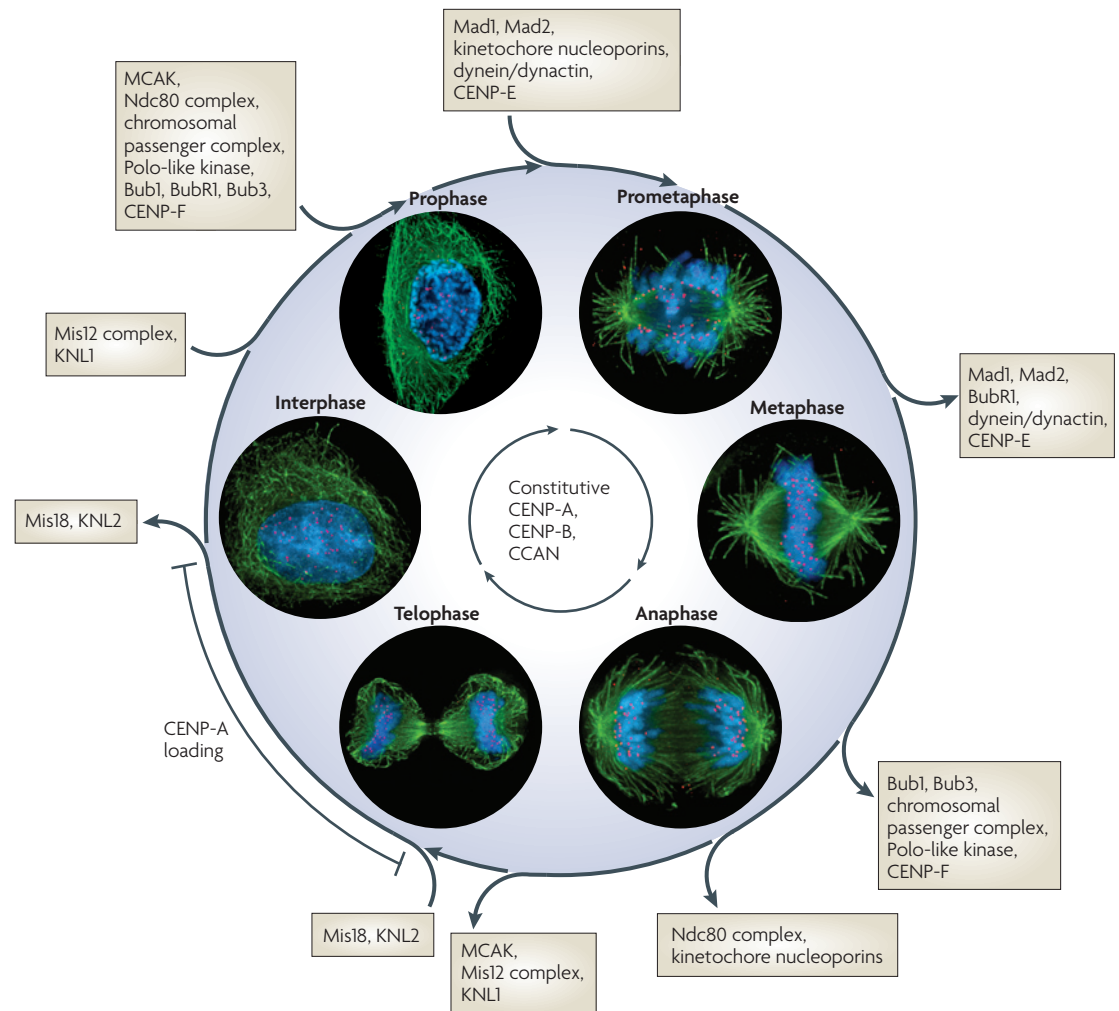 Mad1, Mad2,
kinetochore nucleoporins,
dynein/dynactin,
CENP-E
MCAK,
Ndc80 complex,
chromosomal
passenger complex,
Polo-like kinase,
Bub1, BubR1, Bub3,
CENP-F
Prophase
Prometaphase
Mis12 complex,
KNL1
Mad1, Mad2,
BubR1,
dynein/dynactin,
CENP-E
Interphase
Metaphase
Constitutive
CENP-A,
CENP-B,
CCAN
Mis18, KNL2
Telophase
Anaphase
CENP-A
loading
Bub1, Bub3,
chromosomal
passenger complex,
Polo-like kinase,
CENP-F
Mis18, KNL2
MCAK,
Mis12 complex,
KNL1
Ndc80 complex,
kinetochore nucleoporins